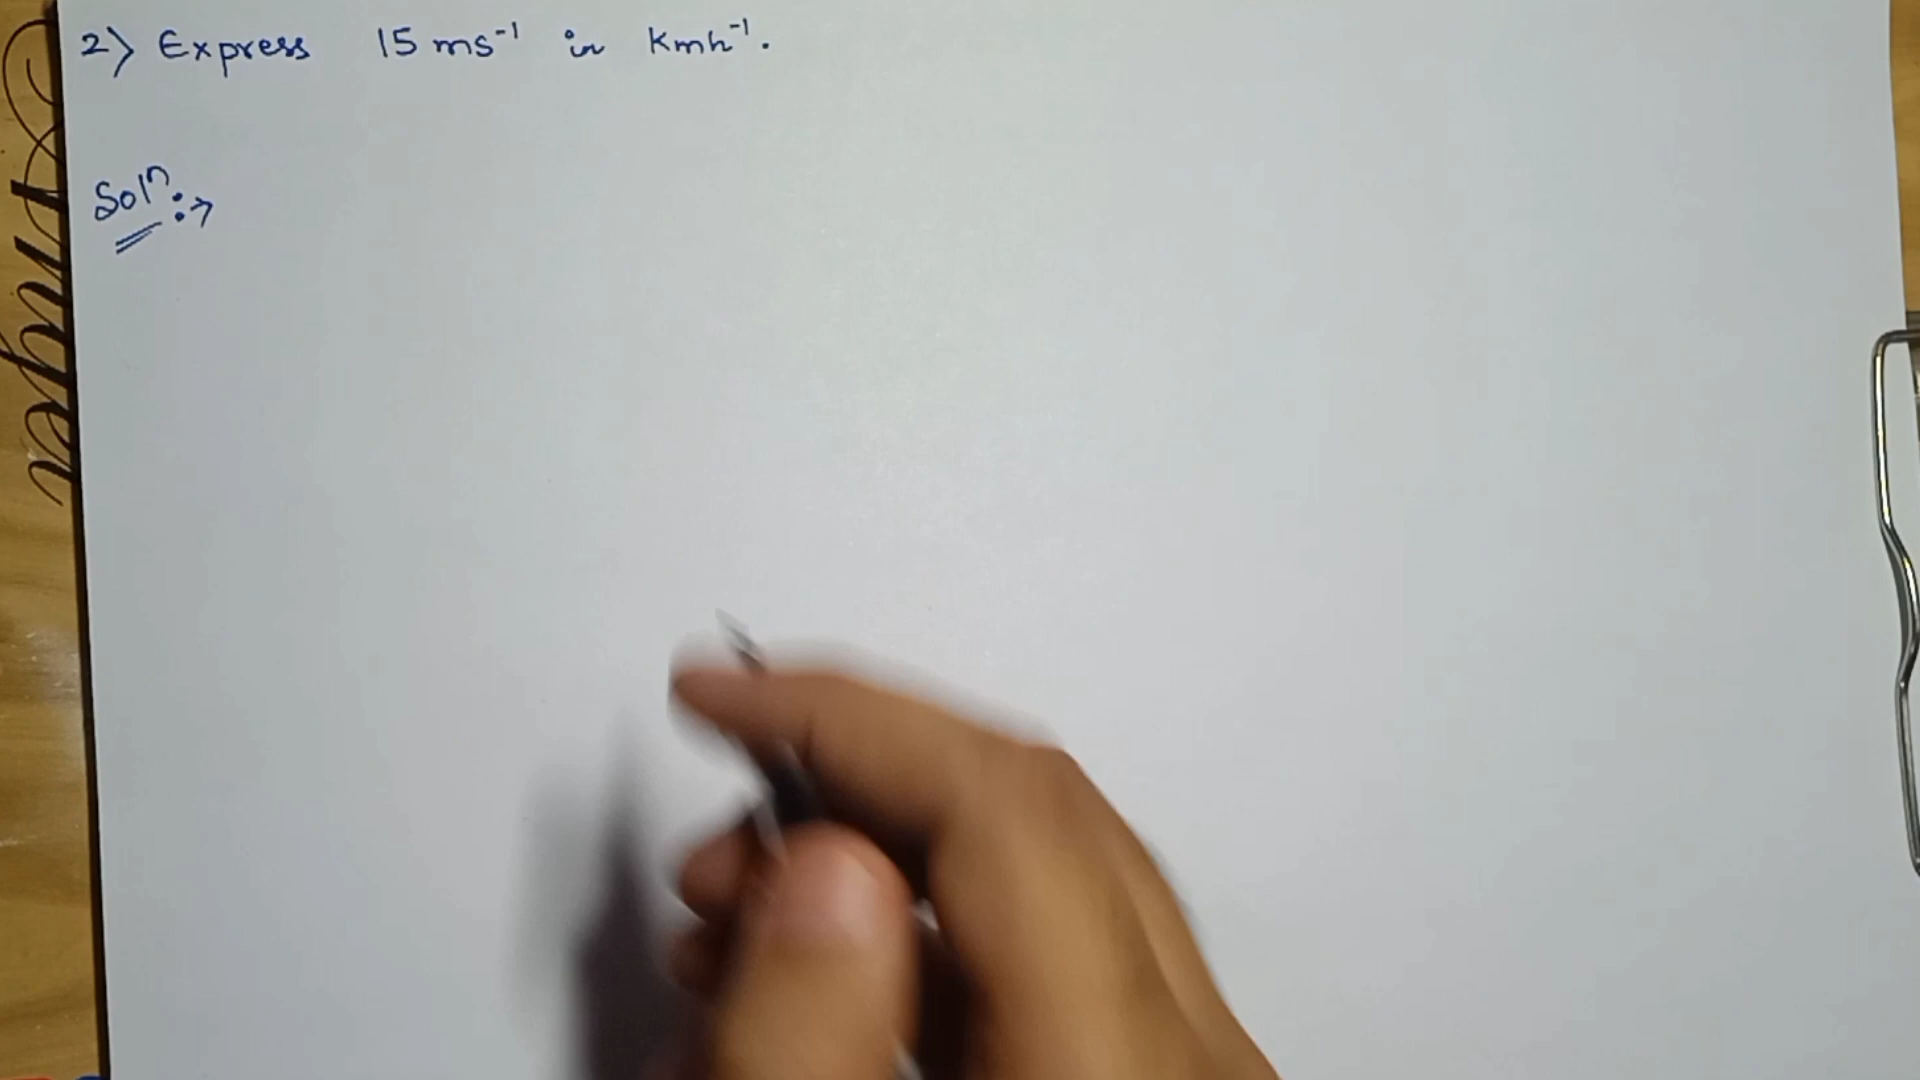 2) Express 15 ms⁻¹ in Kmh⁻¹.
Solⁿ:→